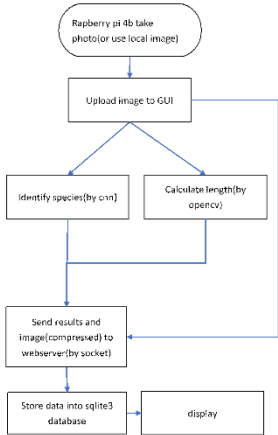 Rapberry pi 4b take
photo(or use local image)
Upload image to GUI
Identify species(by cnn)
Calculate length(by
opencv)
Send results and
image(compressed) to
webserver(by socket)
Store data into sqlite3
database
display